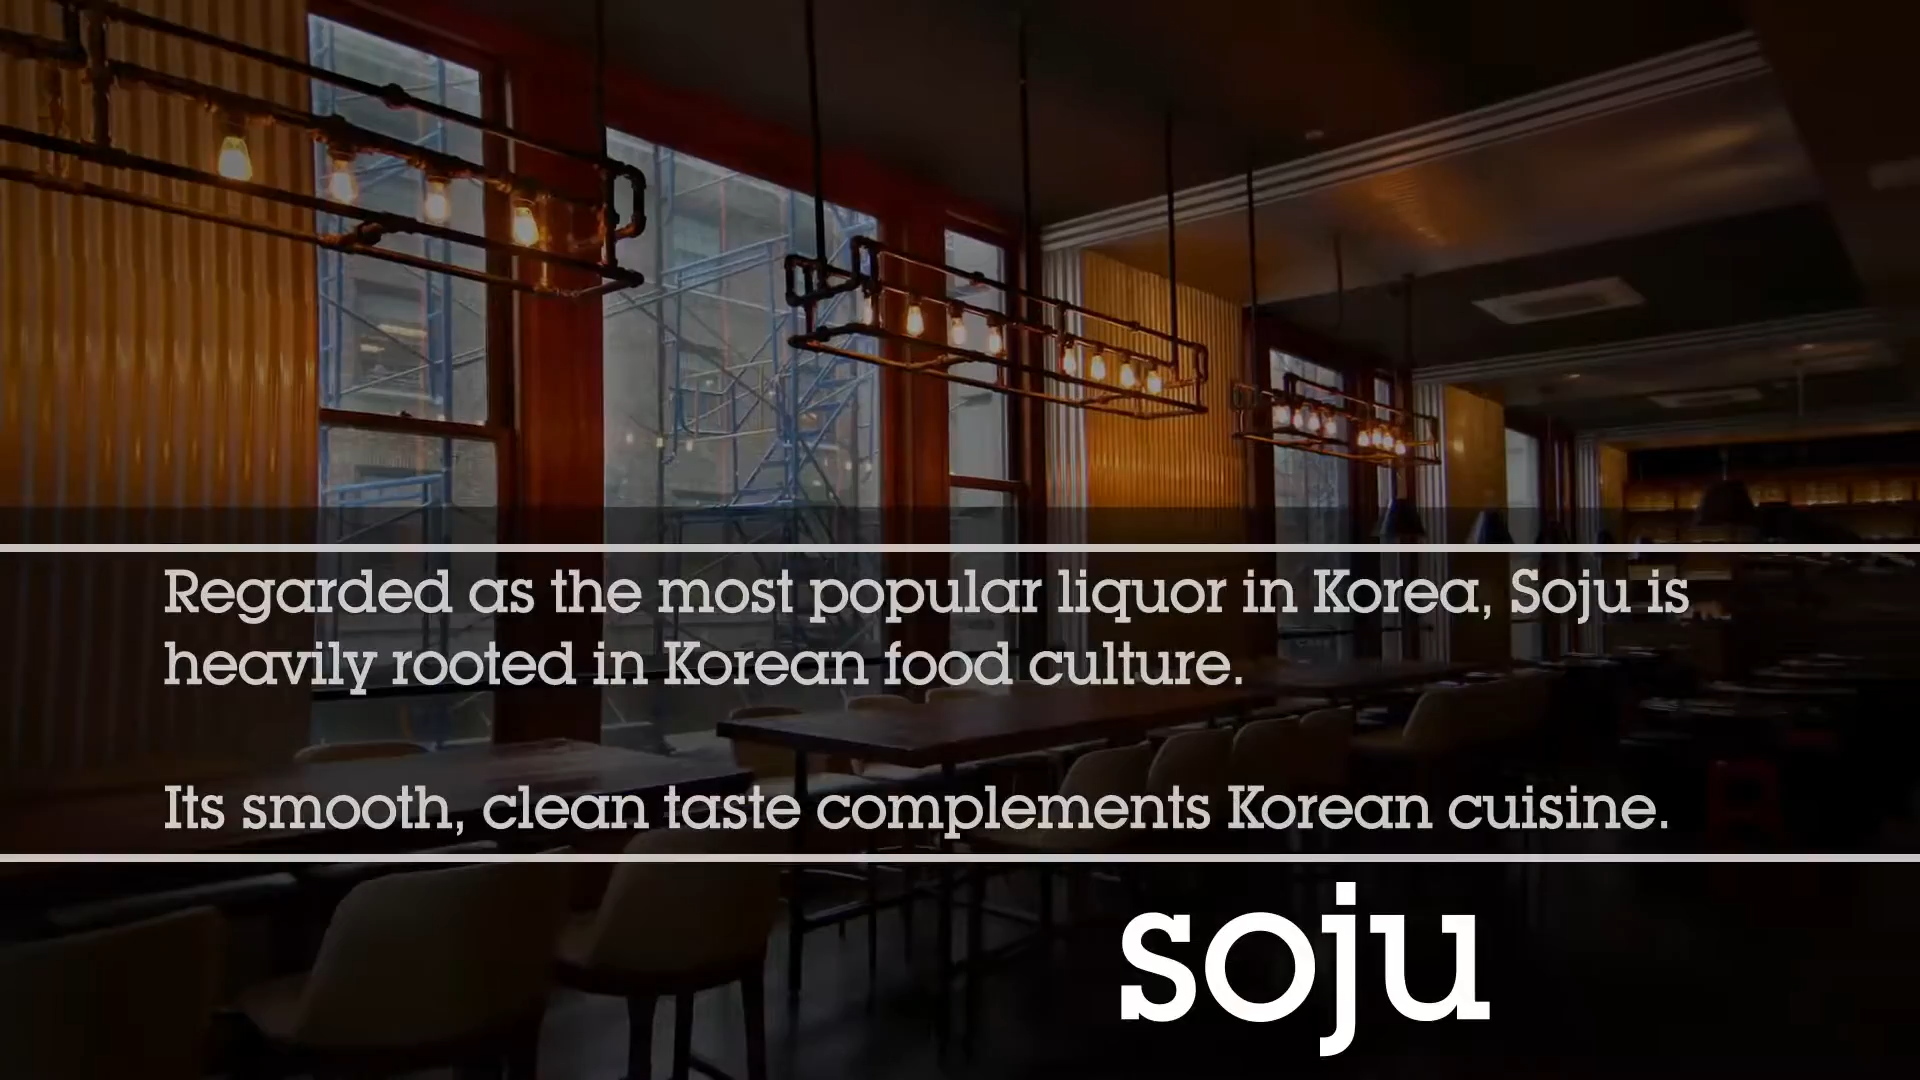 Regarded as the most popular liquor in Korea, Soju is
heavily rooted in Korean food culture.
Its smooth, clean taste complements Korean cuisine.
soju